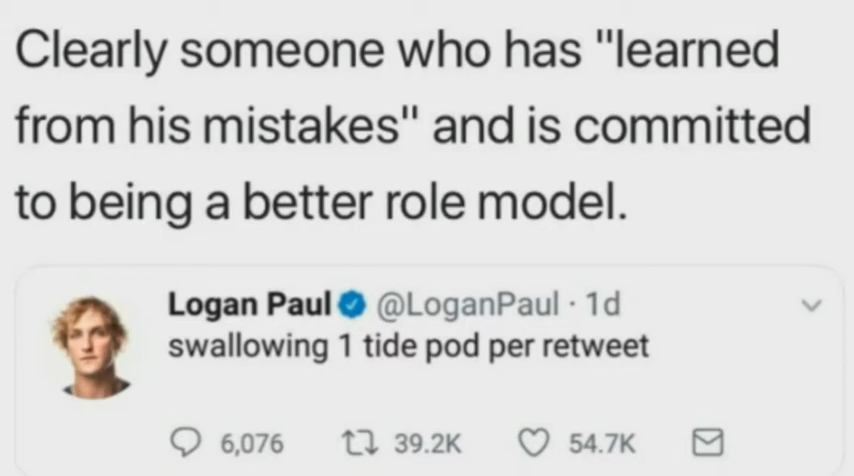 Clearly someone who has "learned
from his mistakes" and is committed
to being a better role model.
Logan Paul @LoganPaul · 1d
swallowing 1 tide pod per retweet
6,076 39.2K 54.7K